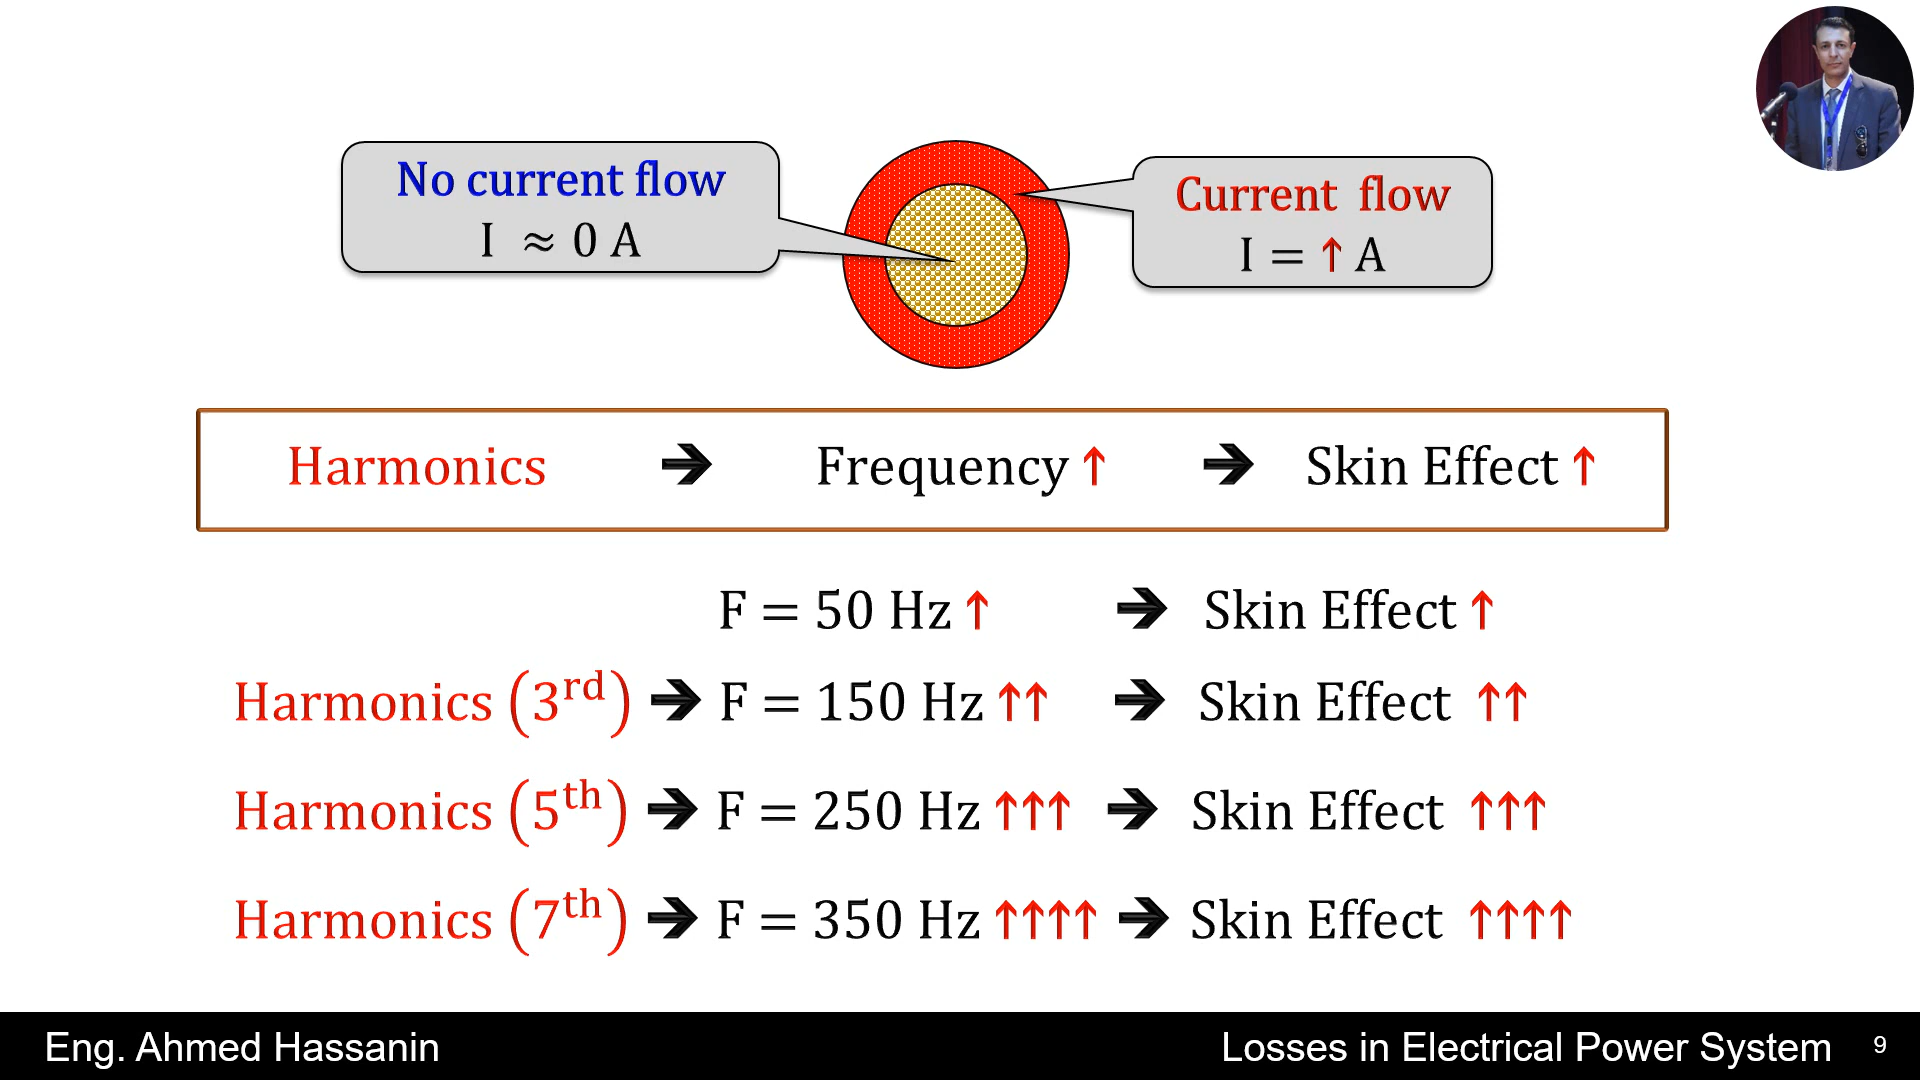 No current flow
I ≈ 0 A
Current flow
I = ↑ A
Harmonics ➔ Frequency ↑ ➔ Skin Effect ↑
F = 50 Hz ↑ ➔ Skin Effect ↑
Harmonics (3rd) ➔ F = 150 Hz ↑↑ ➔ Skin Effect ↑↑
Harmonics (5th) ➔ F = 250 Hz ↑↑↑ ➔ Skin Effect ↑↑↑
Harmonics (7th) ➔ F = 350 Hz ↑↑↑↑ ➔ Skin Effect ↑↑↑↑
Eng. Ahmed Hassanin Losses in Electrical Power System 9